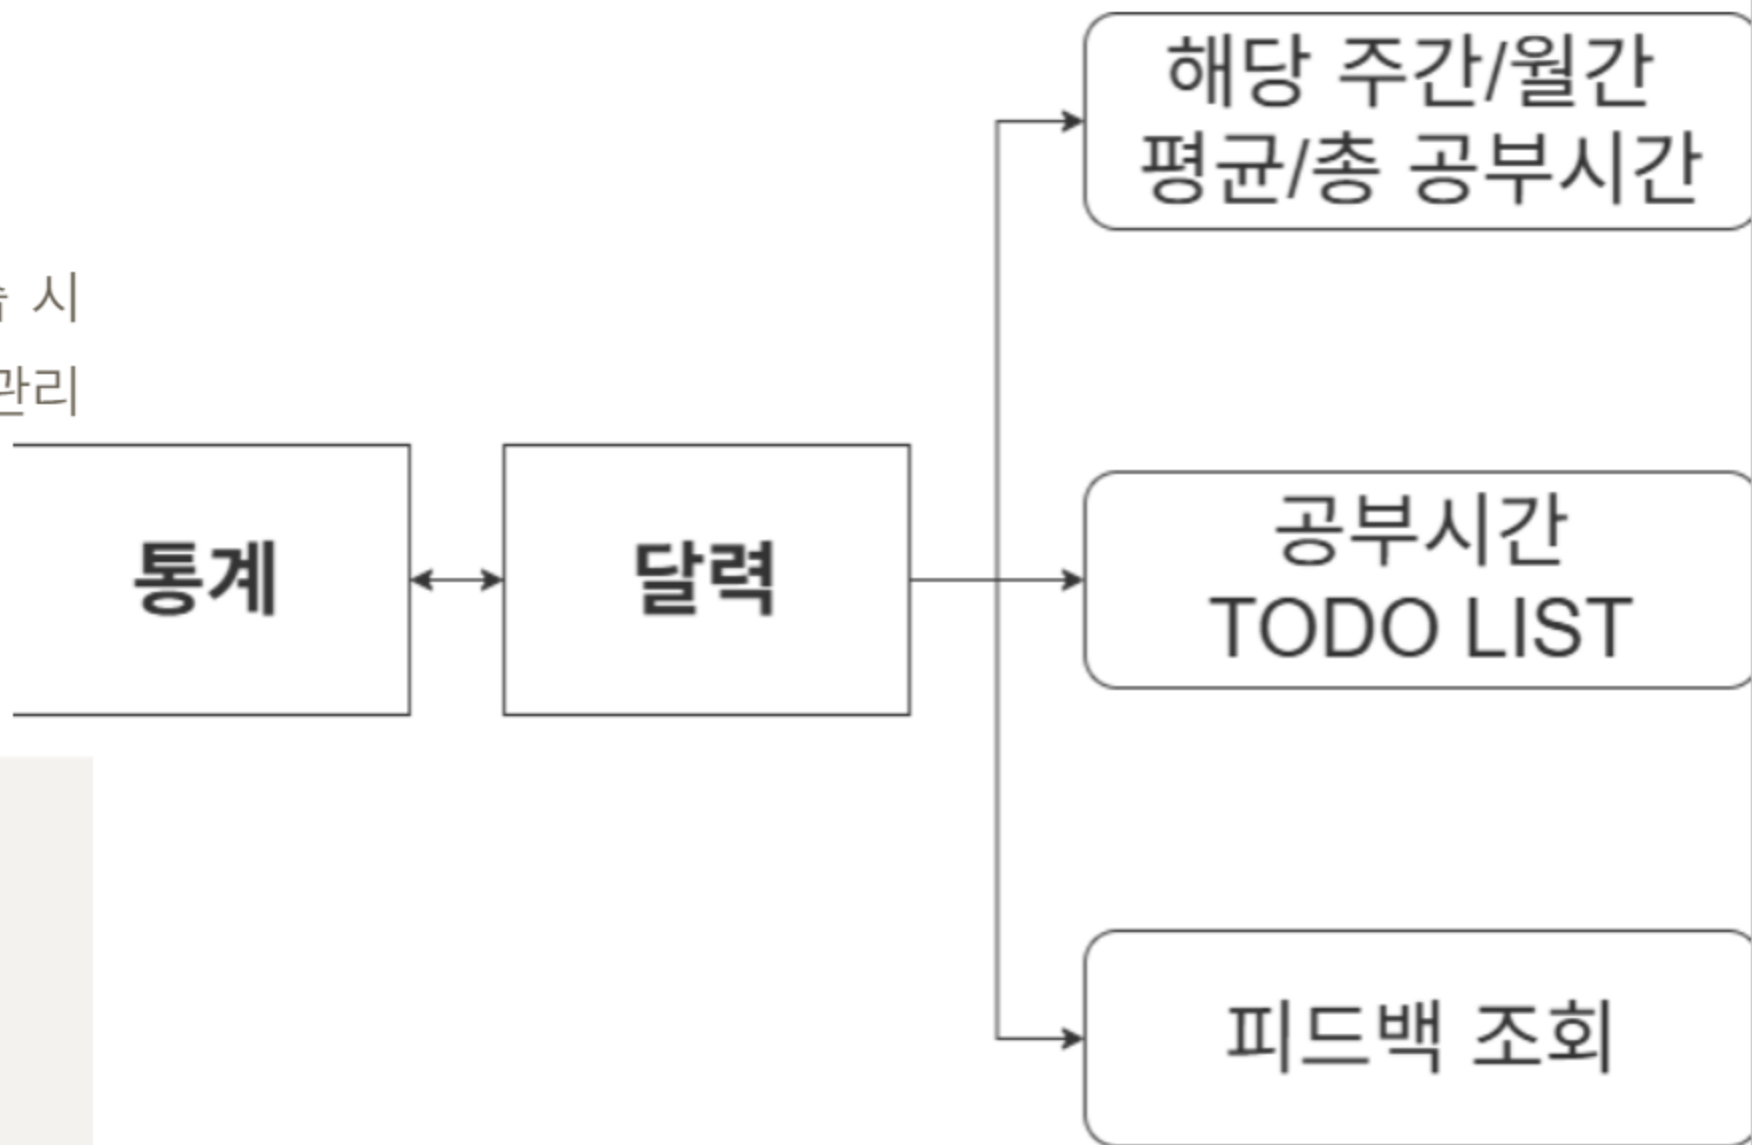 해당 주간/월간
평균/총 공부시간
시
관리
통계
달력
공부시간
TODO LIST
피드백 조회